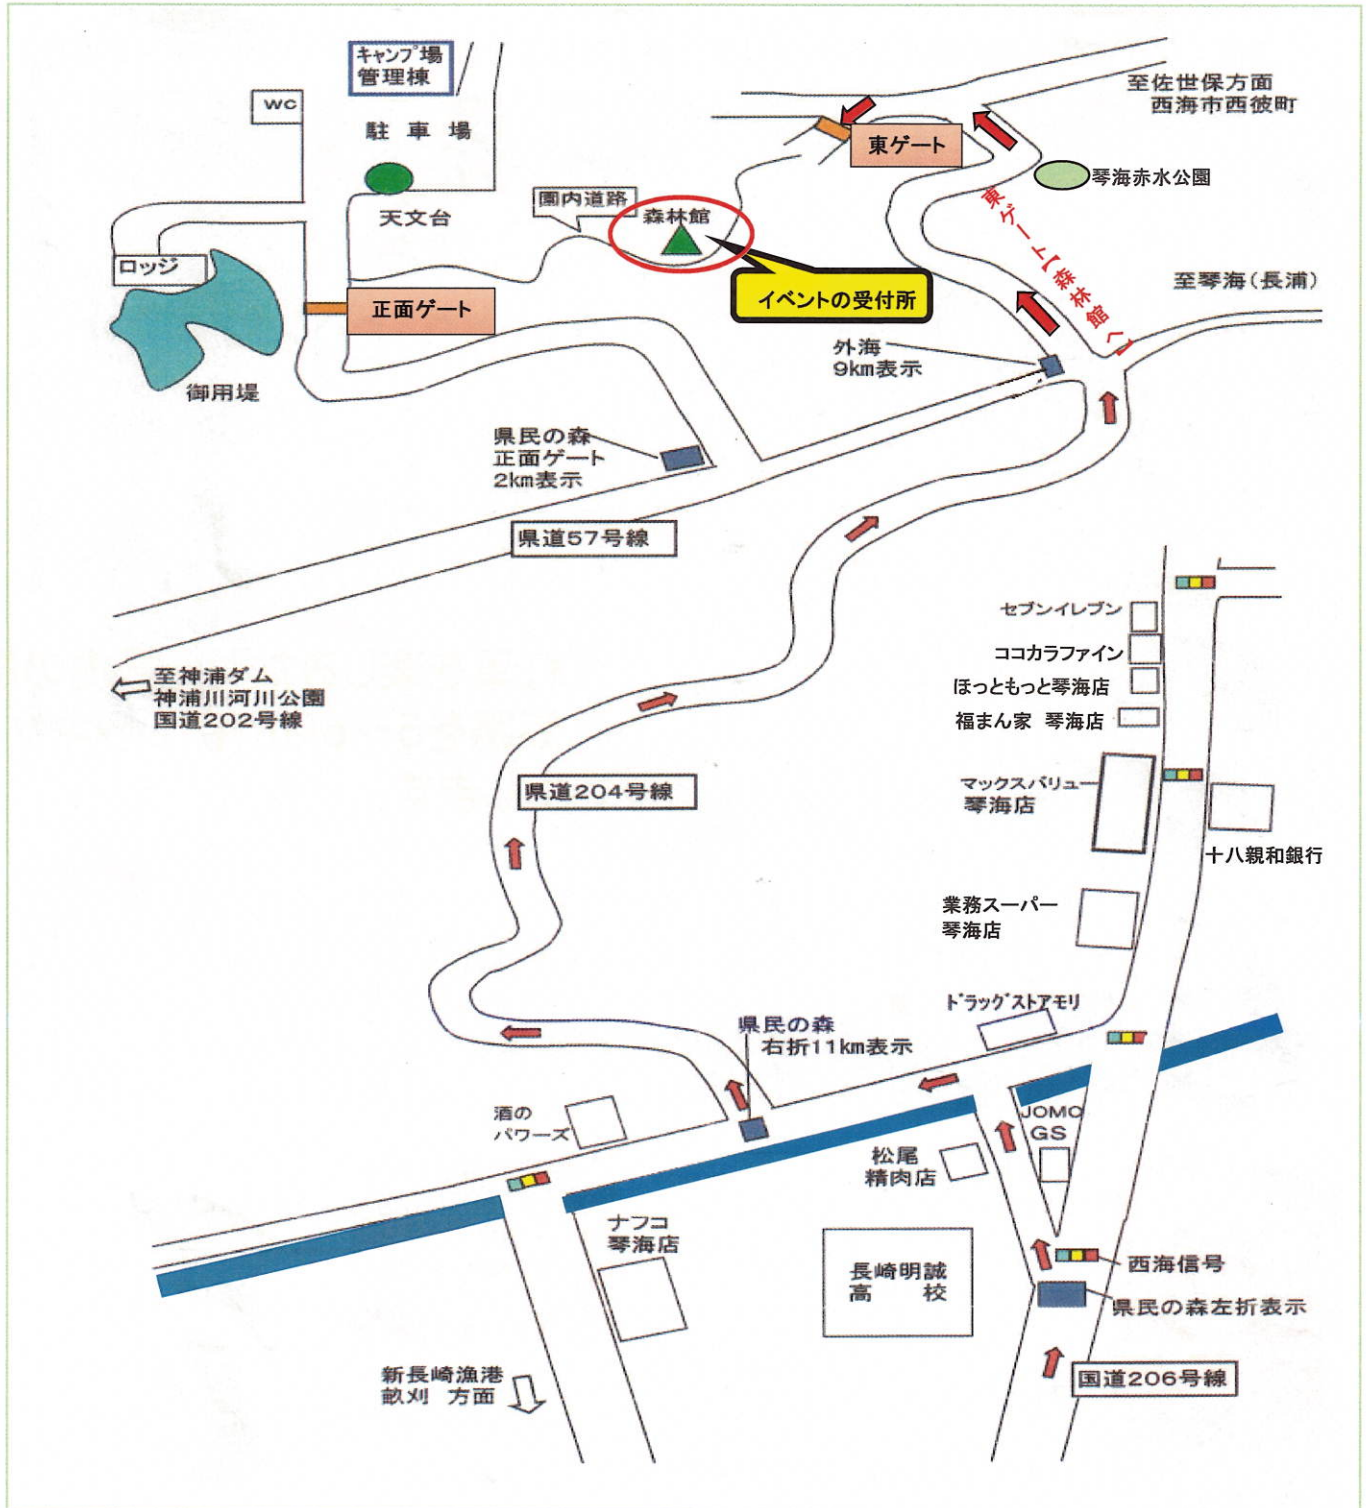 キャンプ場
管理棟
WC
駐車場
天文台
園内道路
森林館
東ゲート
至佐世保方面
西海市西彼町
琴海赤水公園
東ゲート【森林館へ】
ロッジ
正面ゲート
イベントの受付所
至琴海(長浦)
御用堤
外海
9km表示
県民の森
正面ゲート
2km表示
県道57号線
至神浦ダム
神浦川河川公園
国道202号線
セブンイレブン
ココカラファイン
ほっともっと琴海店
福まん家 琴海店
マックスバリュー
琴海店
十八親和銀行
県道204号線
業務スーパー
琴海店
ドラッグストアモリ
県民の森
右折11km表示
酒の
パワーズ
JOMO
GS
松尾
精肉店
ナフコ
琴海店
長崎明誠
高校
西海信号
県民の森左折表示
国道206号線
新長崎漁港
畝刈 方面